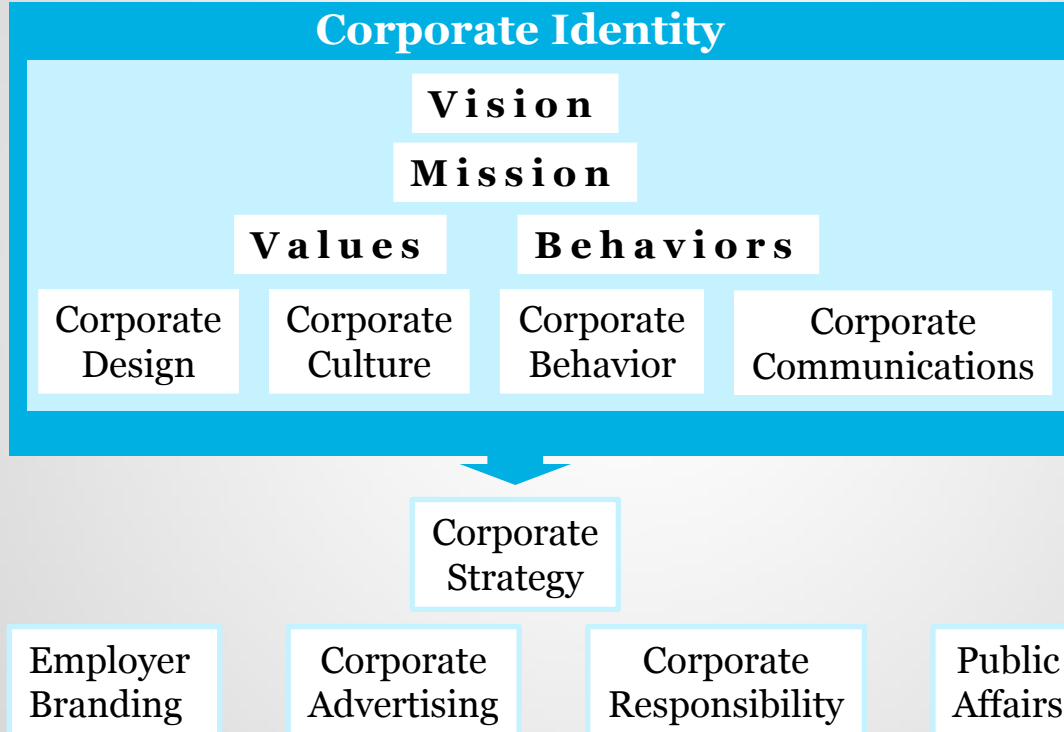 Corporate Identity
Vision
Mission
Values Behaviors
Corporate Corporate Corporate Corporate
Design Culture Behavior Communications
Corporate
Strategy
Employer Corporate Corporate Public
Branding Advertising Responsibility Affairs